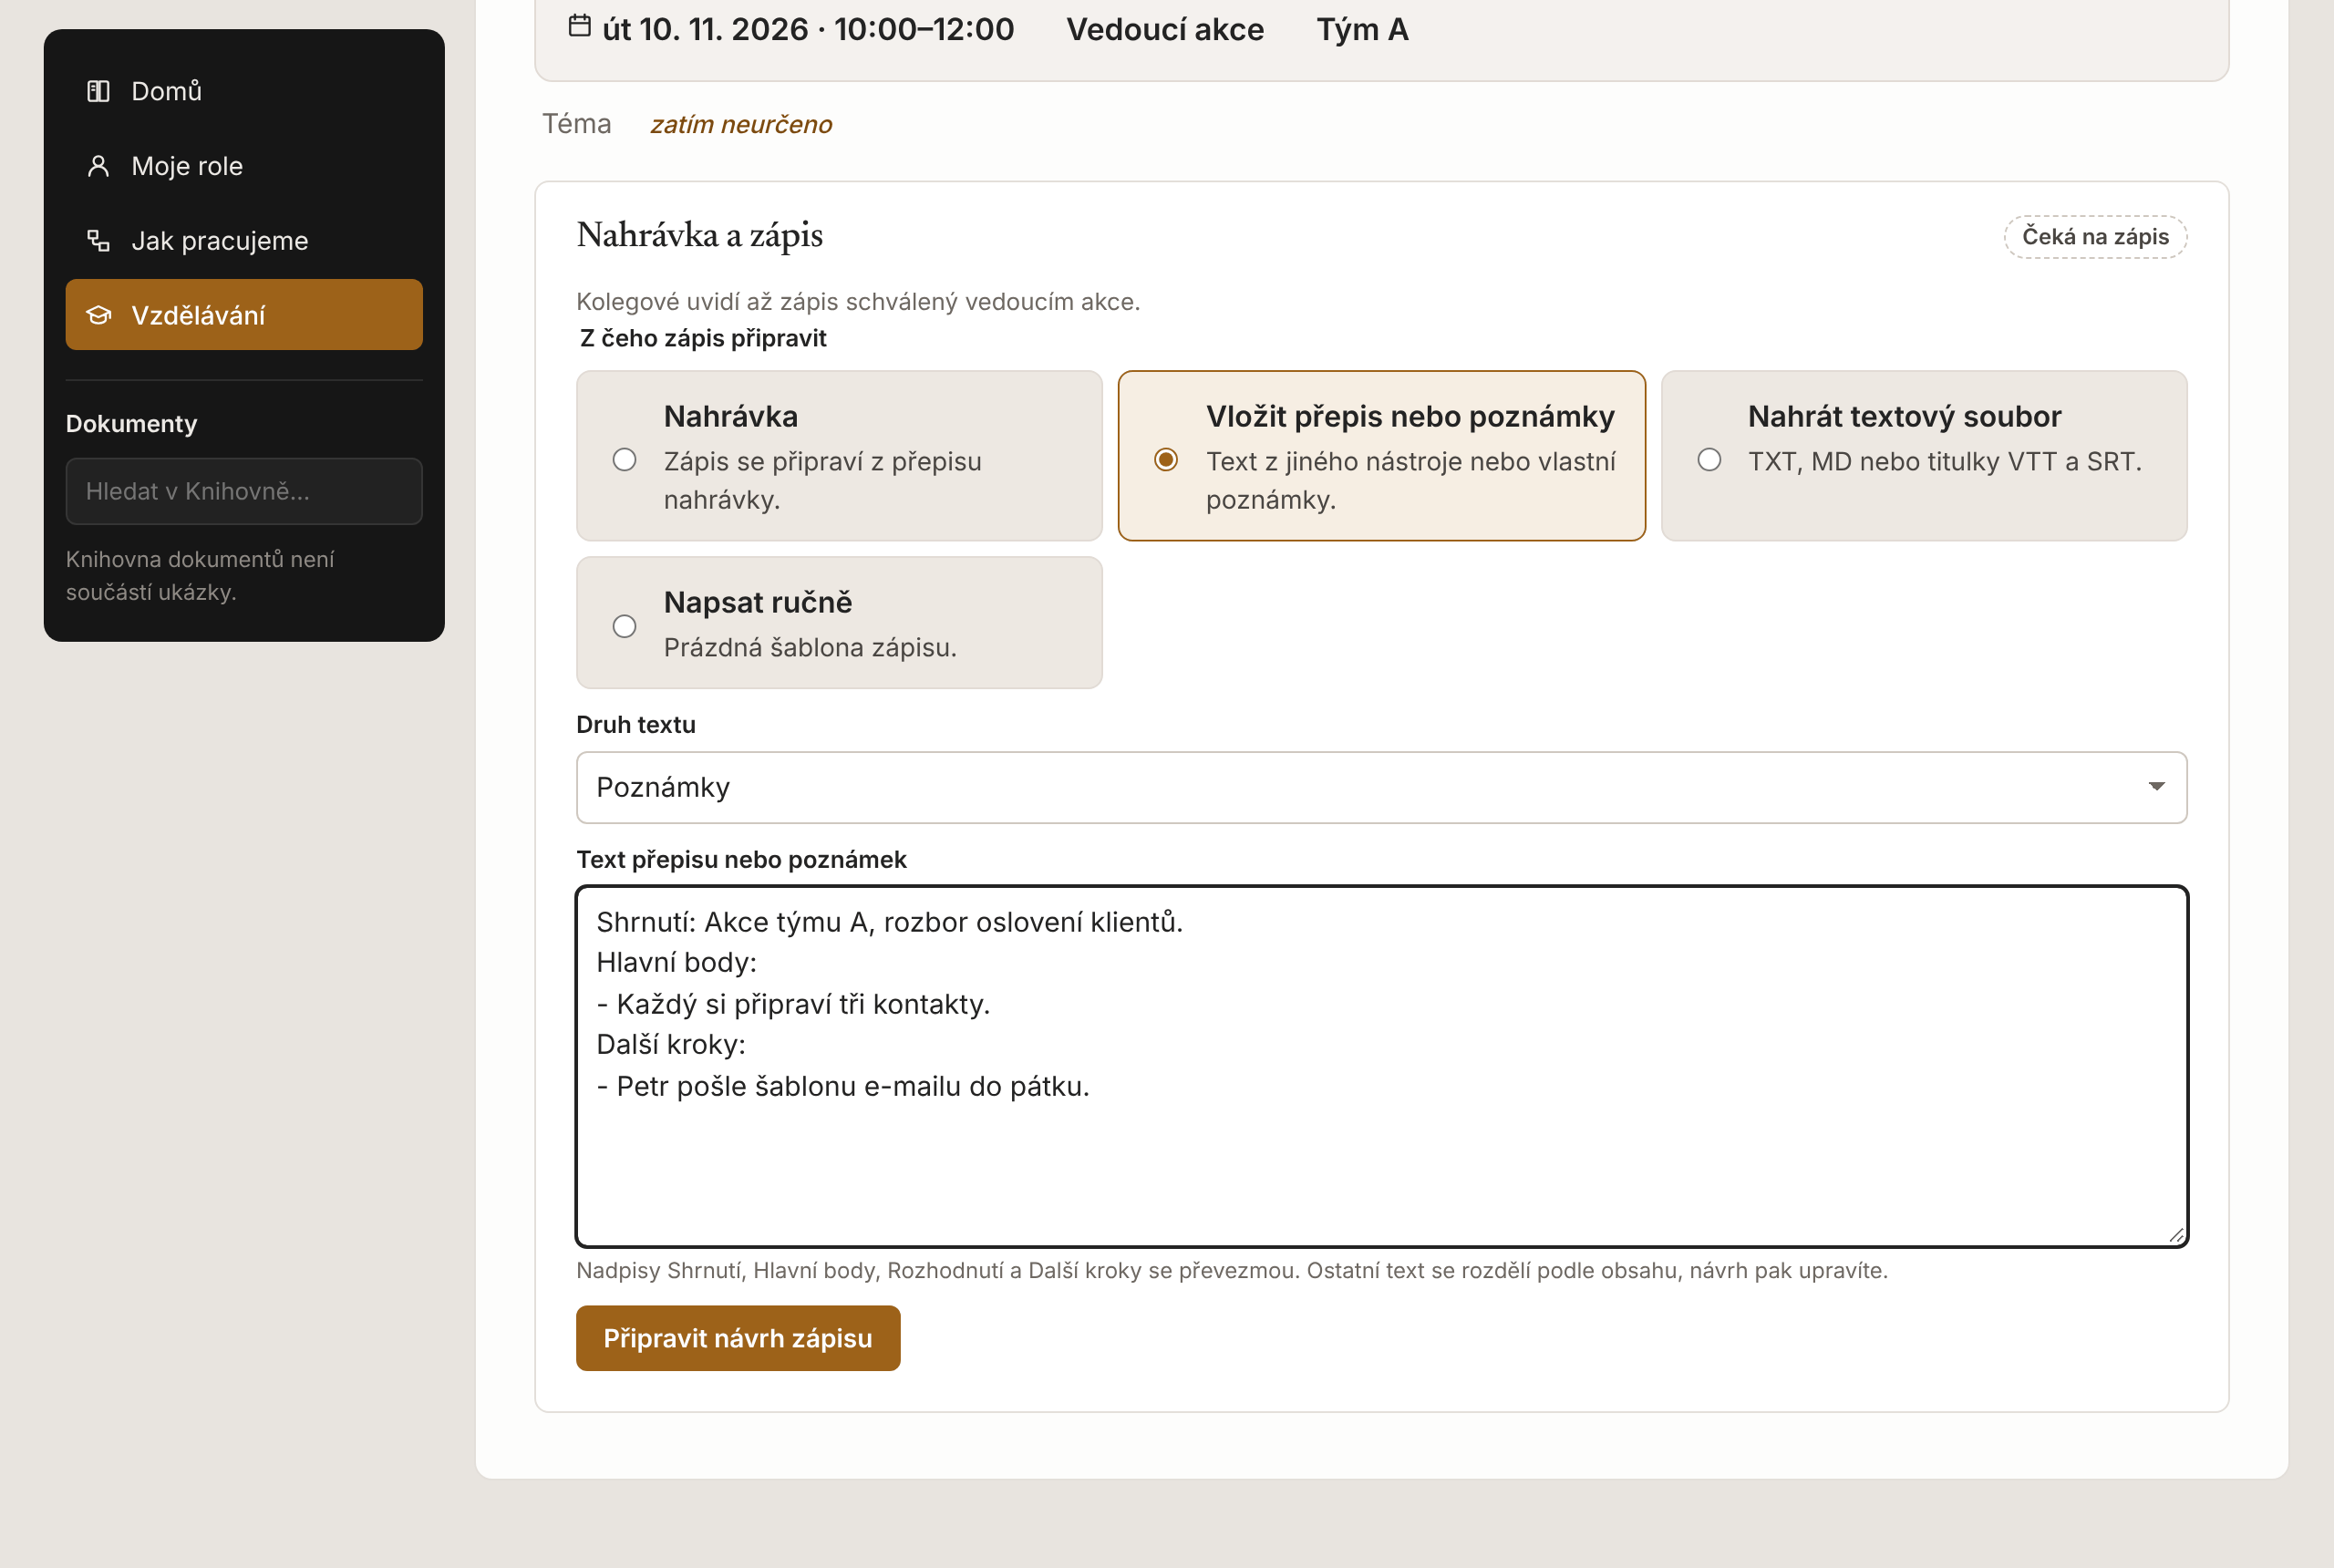 Domů
Moje role
Jak pracujeme
Vzdělávání
Dokumenty
Hledat v Knihovně...
Knihovna dokumentů není
součástí ukázky.
út 10. 11. 2026 · 10:00–12:00 Vedoucí akce Tým A
Téma zatím neurčeno
Nahrávka a zápis
Čeká na zápis
Kolegové uvidí až zápis schválený vedoucím akce.
Z čeho zápis připravit
Nahrávka
Zápis se připraví z přepisu
nahrávky.
Vložit přepis nebo poznámky
Text z jiného nástroje nebo vlastní
poznámky.
Nahrát textový soubor
TXT, MD nebo titulky VTT a SRT.
Napsat ručně
Prázdná šablona zápisu.
Druh textu
Poznámky
Text přepisu nebo poznámek
Shrnutí: Akce týmu A, rozbor oslovení klientů.
Hlavní body:
- Každý si připraví tři kontakty.
Další kroky:
- Petr pošle šablonu e-mailu do pátku.
Nadpisy Shrnutí, Hlavní body, Rozhodnutí a Další kroky se převezmou. Ostatní text se rozdělí podle obsahu, návrh pak upravíte.
Připravit návrh zápisu